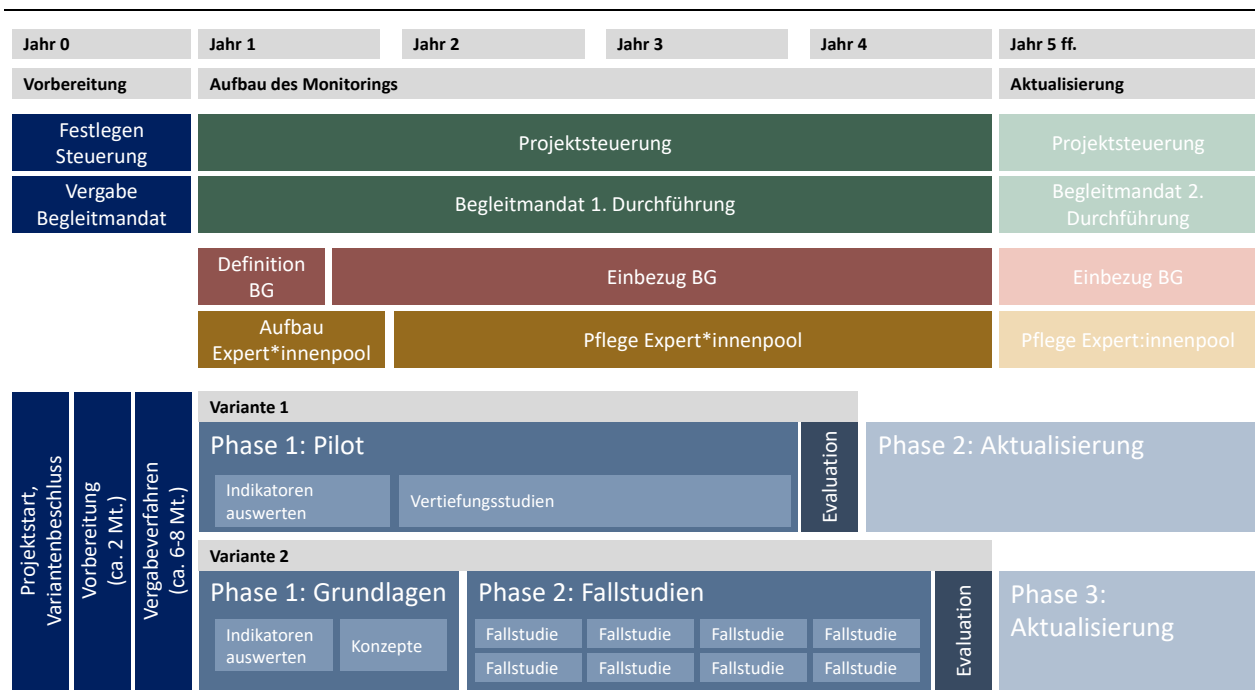 Jahr 0
Jahr 1
Jahr 2
Jahr 3
Jahr 4
Jahr 5 ff.
Vorbereitung
Aufbau des Monitorings
Aktualisierung
Festlegen
Steuerung
Projektsteuerung
Projektsteuerung
Vergabe
Begleitmandat
Begleitmandat 1. Durchführung
Begleitmandat 2.
Durchführung
Definition
BG
Einbezug BG
Einbezug BG
Aufbau
Expert*innenpool
Pflege Expert*innenpool
Pflege Expert:innenpool
Projektstart,
Variantenbeschluss
Vorbereitung
(ca. 2 Mt.)
Vergabeverfahren
(ca. 6-8 Mt.)
Variante 1
Phase 1: Pilot
Indikatoren
auswerten
Vertiefungsstudien
Evaluation
Phase 2: Aktualisierung
Variante 2
Phase 1: Grundlagen
Indikatoren
auswerten
Konzepte
Phase 2: Fallstudien
Fallstudie
Fallstudie
Fallstudie
Fallstudie
Fallstudie
Fallstudie
Fallstudie
Fallstudie
Evaluation
Phase 3:
Aktualisierung